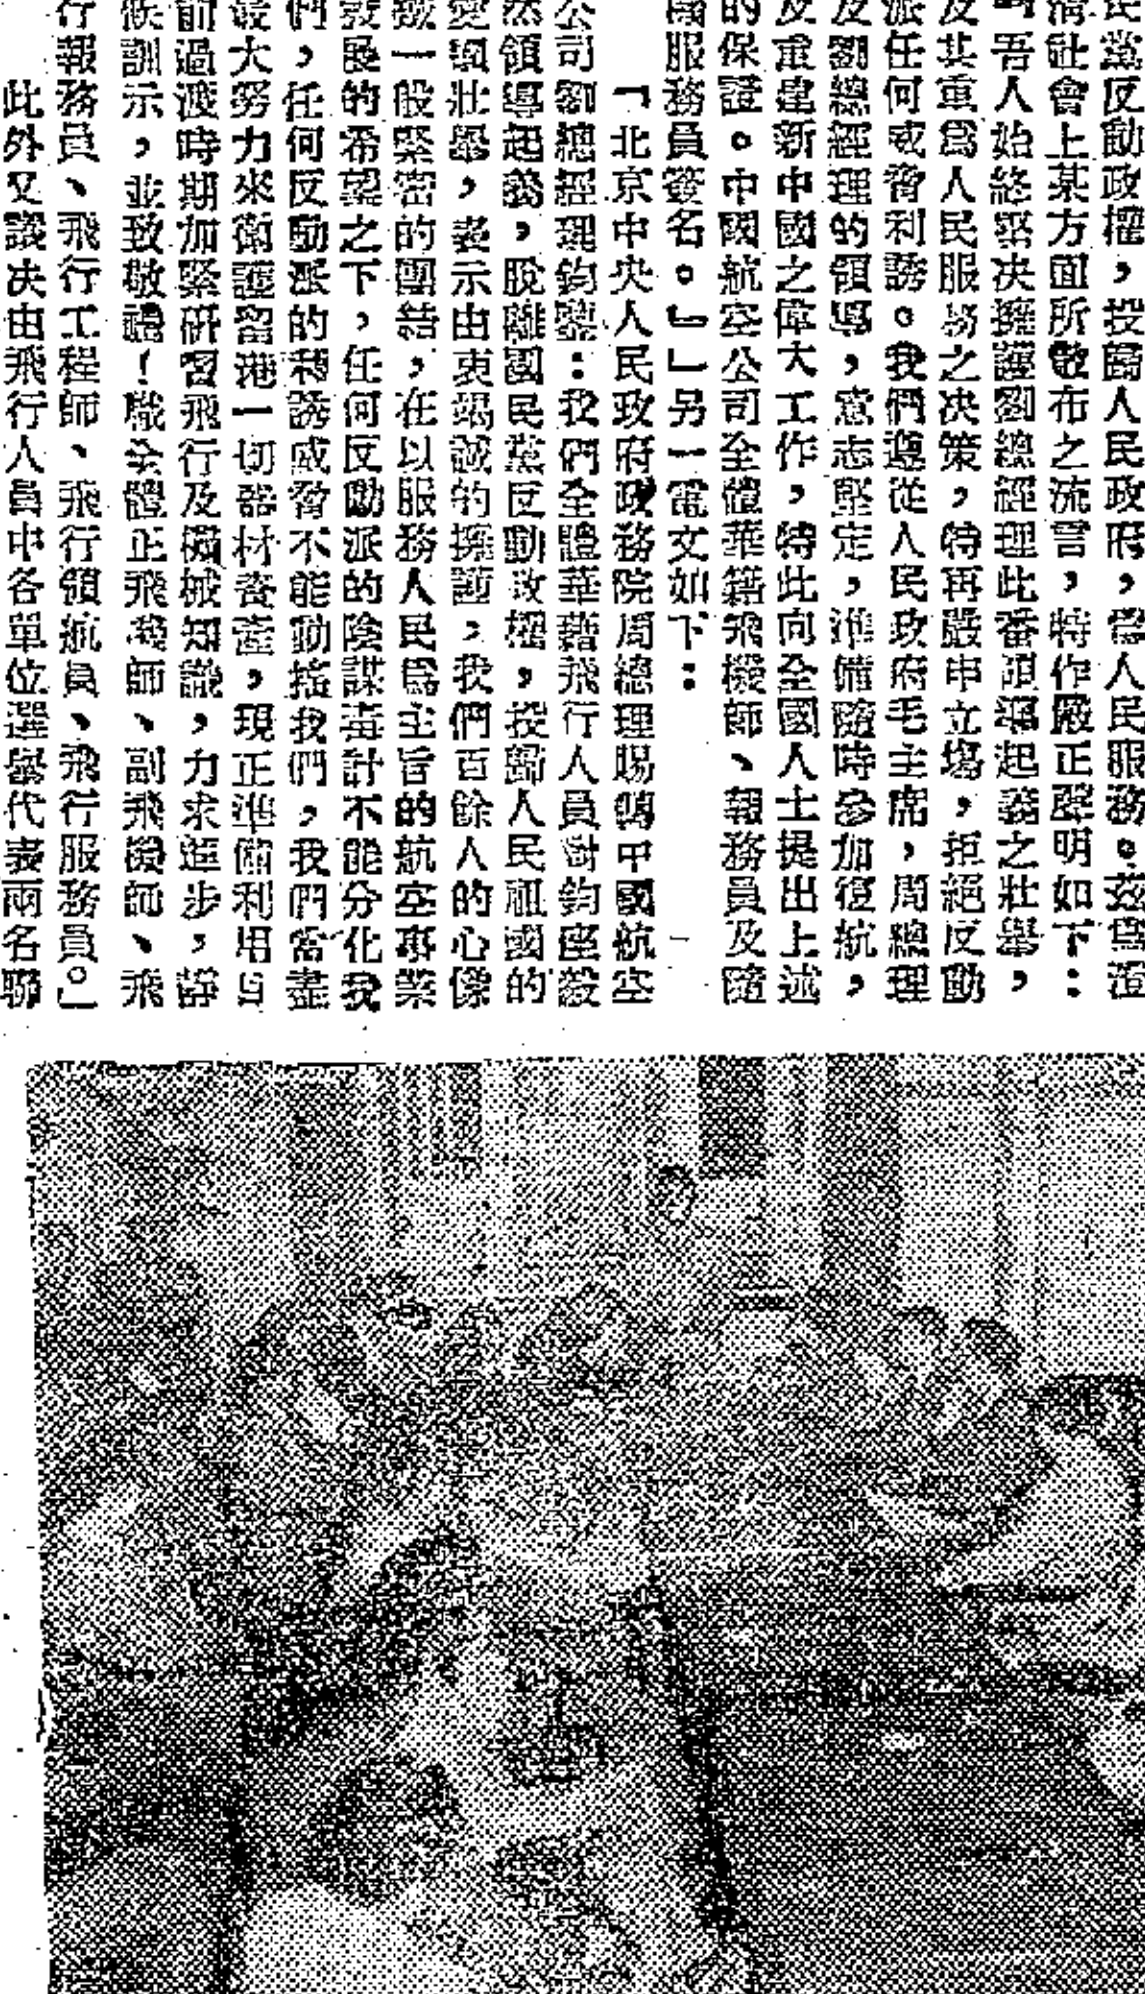 民黨反動政權，投歸人民政府，爲人民服務。茲爲澄
清社會上某方面所散布之流言，特作嚴正聲明如下：
吾人始終堅决擁護劉總經理此番領導起義之壯舉，
及其重爲人民服務之决策，特再嚴申立場，拒絕反動
派任何威脅利誘。我們遵從人民政府毛主席，周總理
及劉總經理的領導，意志堅定，準備隨時參加復航，
及重建新中國之偉大工作，特此向全國人士提出上述
的保證。中國航空公司全體華籍飛機師、報務員及隨
機服務員簽名。』」另一電文如下：
「北京中央人民政府政務院周總理賜轉中國航空
公司劉總經理鈞鑒：我們全體華籍飛行人員對鈞座毅
然領導起義，脫離國民黨反動政權，投歸人民祖國的
愛國壯舉，表示由衷竭誠的擁護，我們百餘人的心像
鐵一般緊密的團結，在以服務人民爲主旨的航空事業
發展的希望之下，任何反動派的陰謀毒計不能分化我
們，任何反動派的利誘威脅不能動搖我們，我們當盡
最大努力來衛護留港一切器材資產，現正準備利用目
前過渡時期加緊研習飛行及機械知識，力求進步，靜
候訓示，並致敬禮！職全體正飛機師、副飛機師、飛
行報務員、飛行工程師、飛行領航員、飛行服務員。」
此外又議决由飛行人員中各單位選舉代表兩名聯